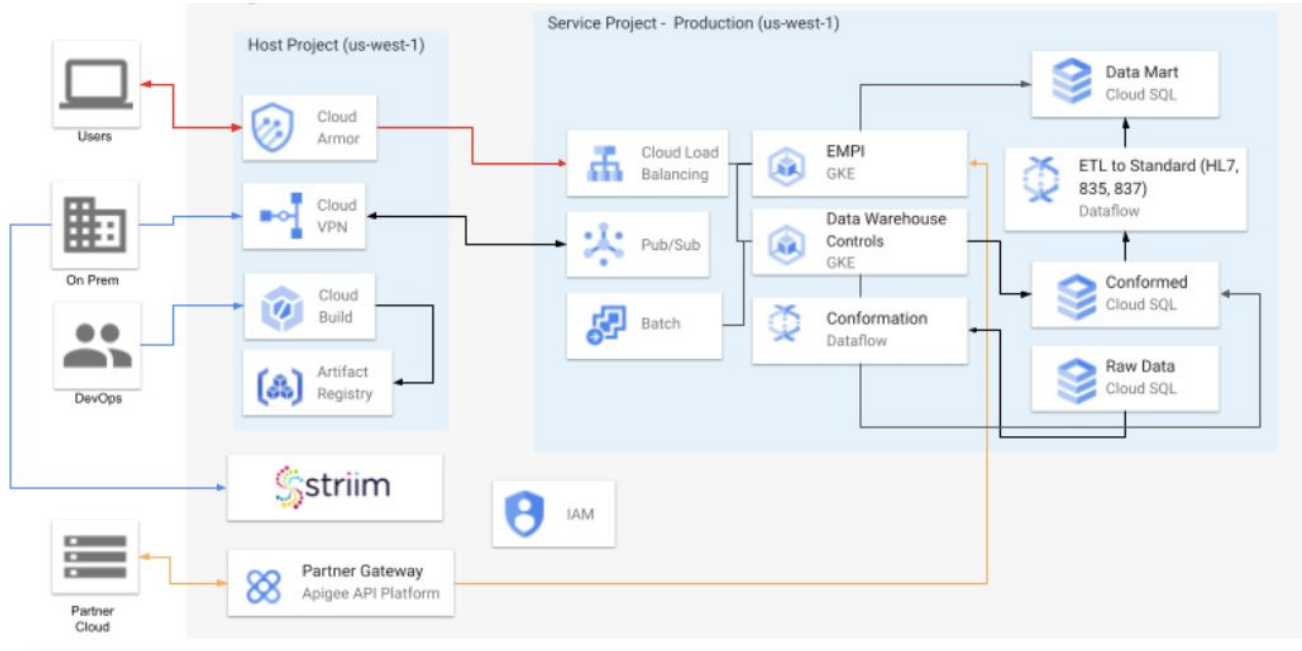 Service Project - Production (us-west-1)
Host Project (us-west-1)
Users
Cloud
Armor
Cloud
VPN
On Prem
Cloud
Build
DevOps
Artifact
Registry
striim
IAM
Partner Gateway
Apigee API Platform
Partner
Cloud
Cloud Load
Balancing
Pub/Sub
Batch
EMPI
GKE
Data Warehouse
Controls
GKE
Conformation
Dataflow
Data Mart
Cloud SQL
ETL to Standard (HL7,
835, 837)
Dataflow
Conformed
Cloud SQL
Raw Data
Cloud SQL